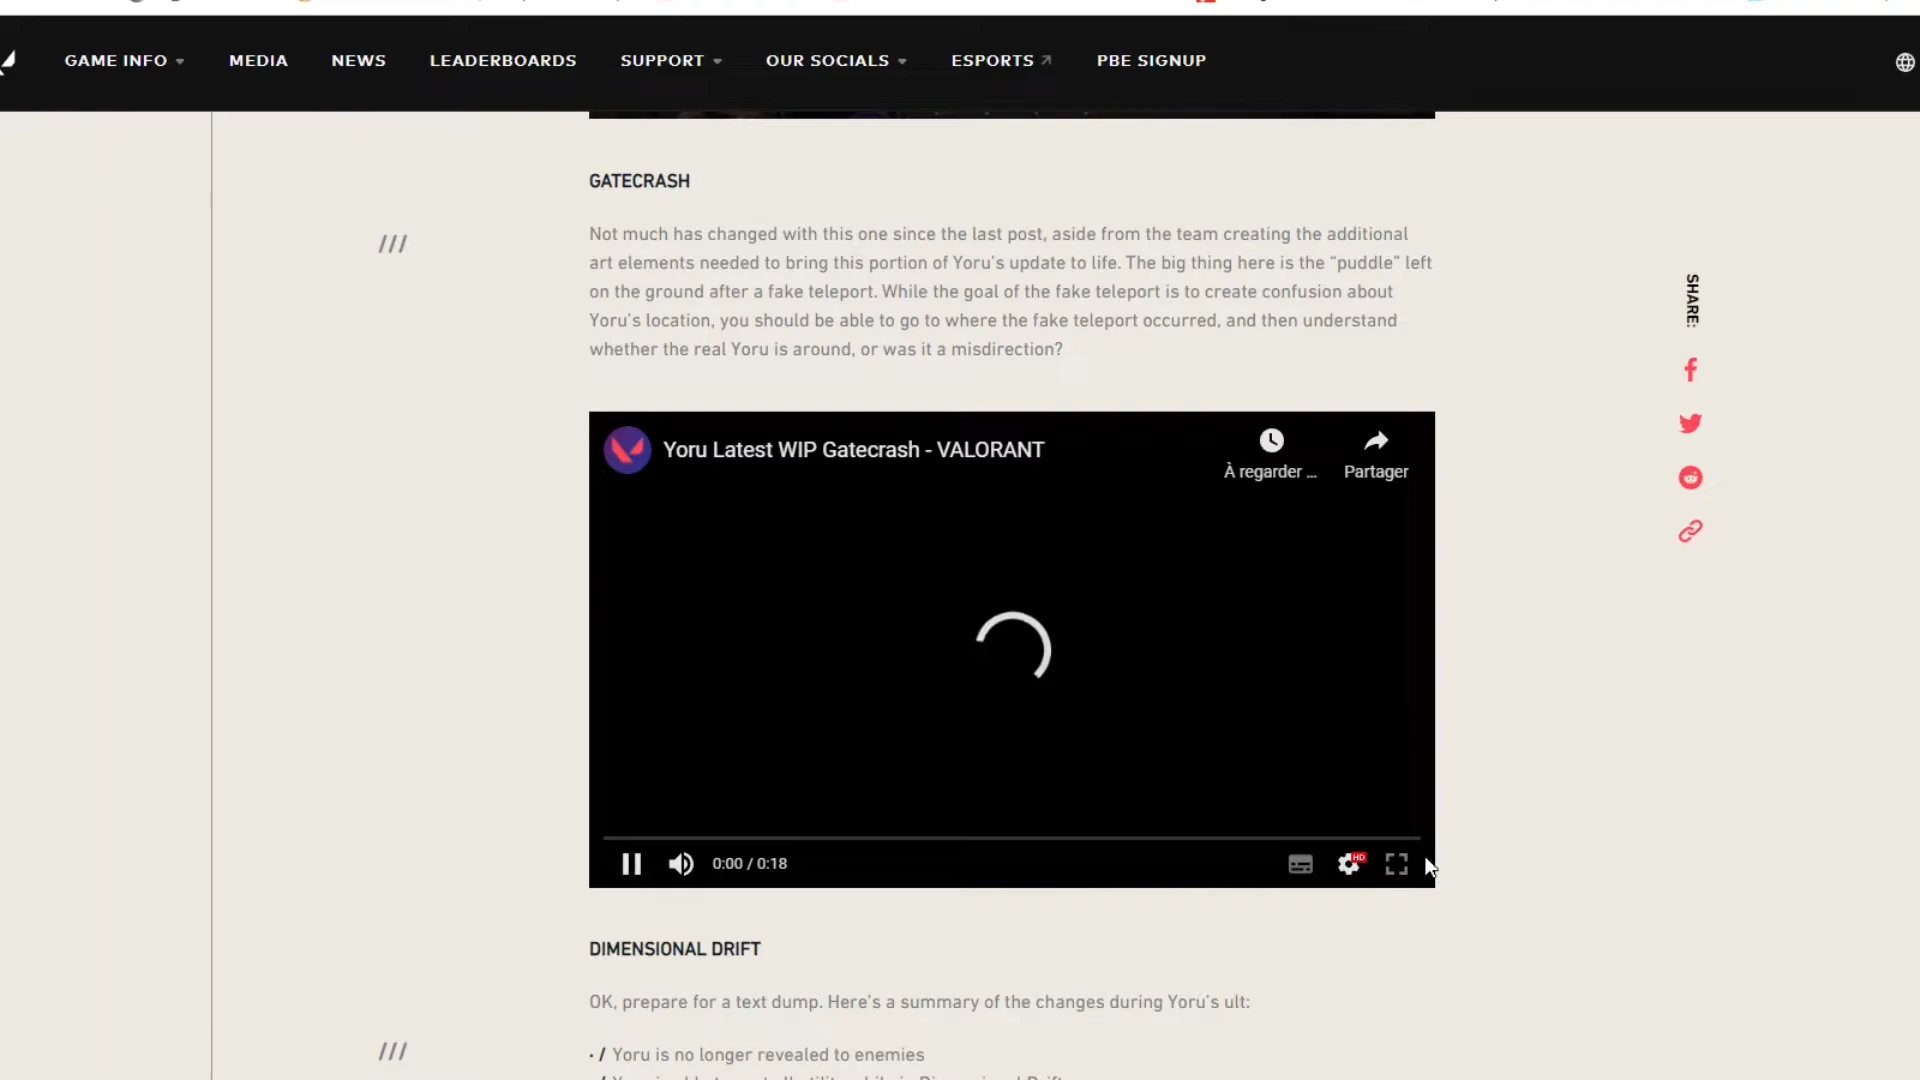 GAME INFO
MEDIA
NEWS
LEADERBOARDS
SUPPORT
OUR SOCIALS
ESPORTS
PBE SIGNUP
GATECRASH
///
Not much has changed with this one since the last post, aside from the team creating the additional
art elements needed to bring this portion of Yoru's update to life. The big thing here is the “puddle” left
on the ground after a fake teleport. While the goal of the fake teleport is to create confusion about
Yoru's location, you should be able to go to where the fake teleport occurred, and then understand
whether the real Yoru is around, or was it a misdirection?
SHARE:
Yoru Latest WIP Gatecrash - VALORANT
À regarder ...
Partager
0:00 / 0:18
HD
DIMENSIONAL DRIFT
OK, prepare for a text dump. Here's a summary of the changes during Yoru's ult:
///
· / Yoru is no longer revealed to enemies